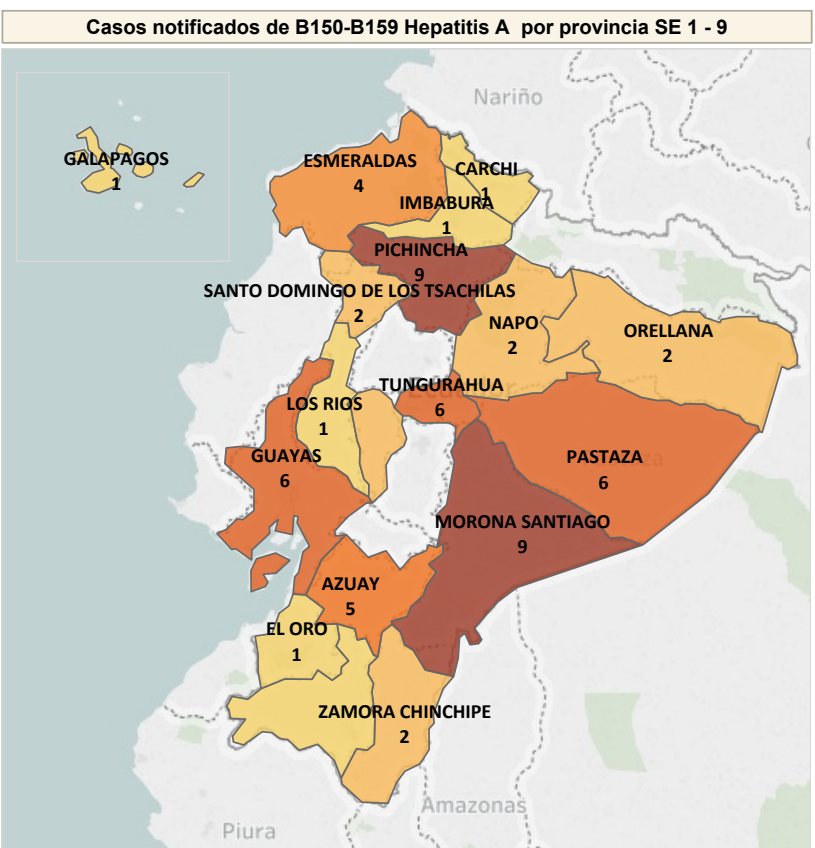 Casos notificados de B150-B159 Hepatitis A por provincia SE 1 - 9
Nariño
GALAPAGOS
1
ESMERALDAS
4
CARCHI
1
IMBABURA
1
PICHINCHA
9
SANTO DOMINGO DE LOS TSACHILAS
2
NAPO
2
ORELLANA
2
TUNGURAHUA
6
LOS RIOS
1
GUAYAS
6
PASTAZA
6
MORONA SANTIAGO
9
AZUAY
5
EL ORO
1
ZAMORA CHINCHIPE
2
Amazonas
Piura